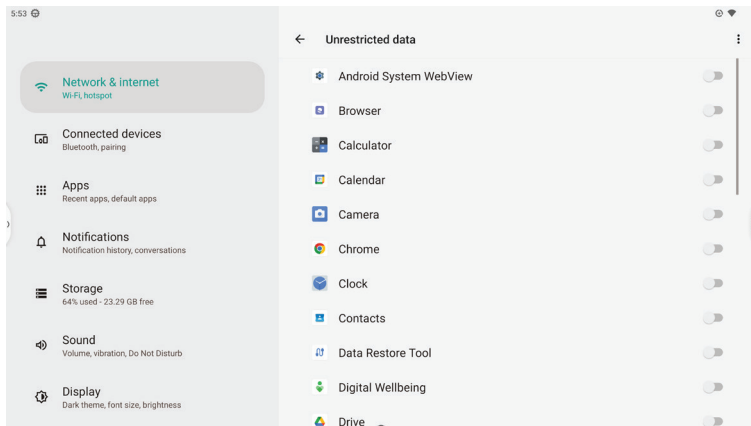 5:53
Unrestricted data
Network & internet
Wi-Fi, hotspot
Connected devices
Bluetooth, pairing
Apps
Recent apps, default apps
Notifications
Notification history, conversations
Storage
64% used - 23.29 GB free
Sound
Volume, vibration, Do Not Disturb
Display
Dark theme, font size, brightness
Android System WebView
Browser
Calculator
Calendar
Camera
Chrome
Clock
Contacts
Data Restore Tool
Digital Wellbeing
Drive